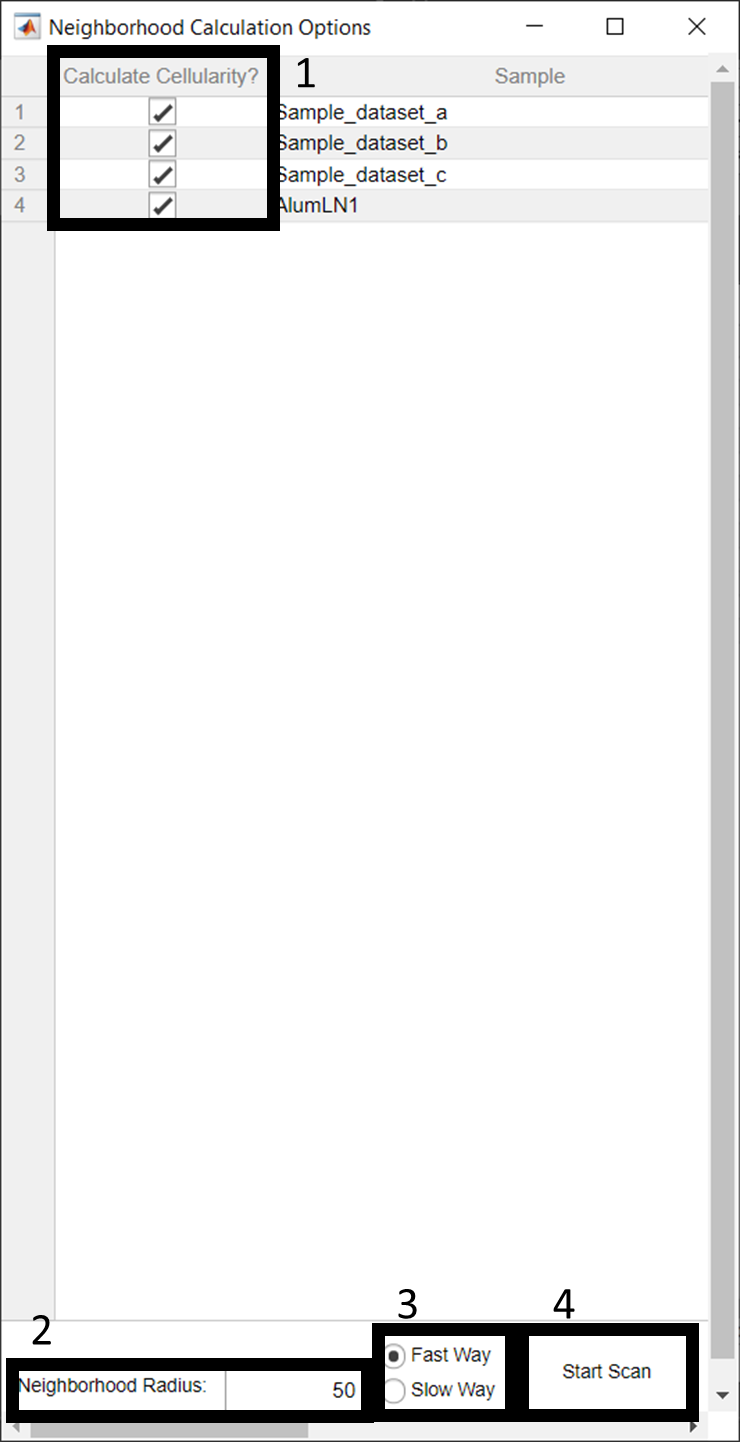 Neighborhood Calculation Options
Calculate Cellularity? 1 Sample
1 Sample_dataset_a
2 Sample_dataset_b
3 Sample_dataset_c
4 AlumLN1
2
Neighborhood Radius: 50
3
Fast Way
Slow Way
4
Start Scan